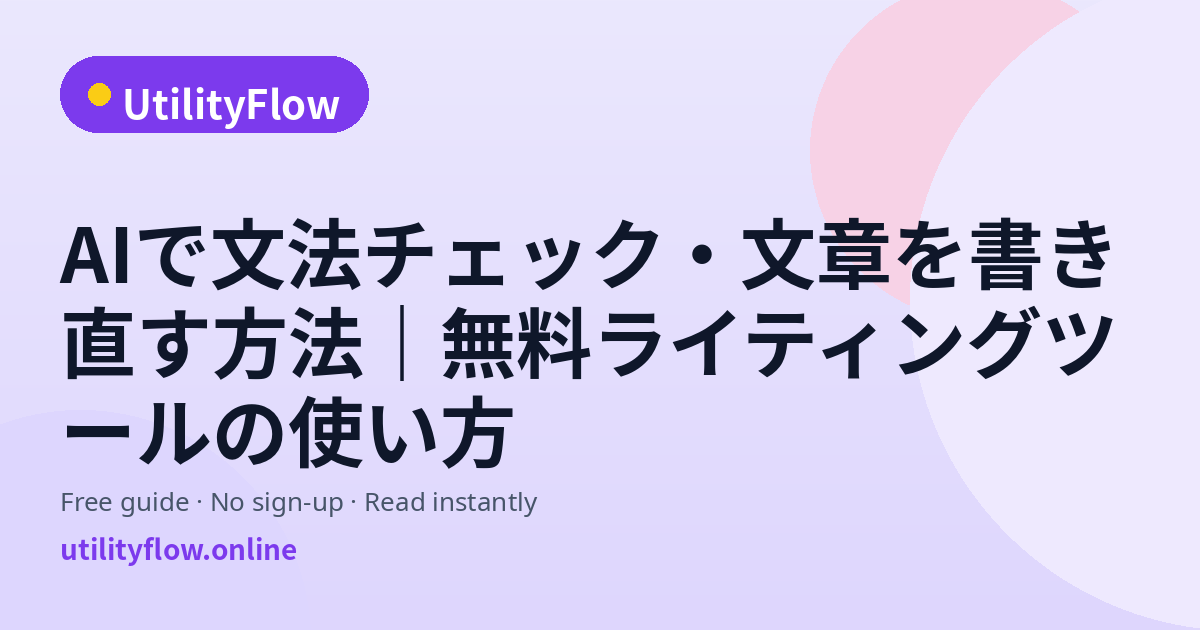 UtilityFlow
AIで文法チェック・文章を書き
直す方法｜無料ライティングツ
ールの使い方
Free guide · No sign-up · Read instantly
utilityflow.online